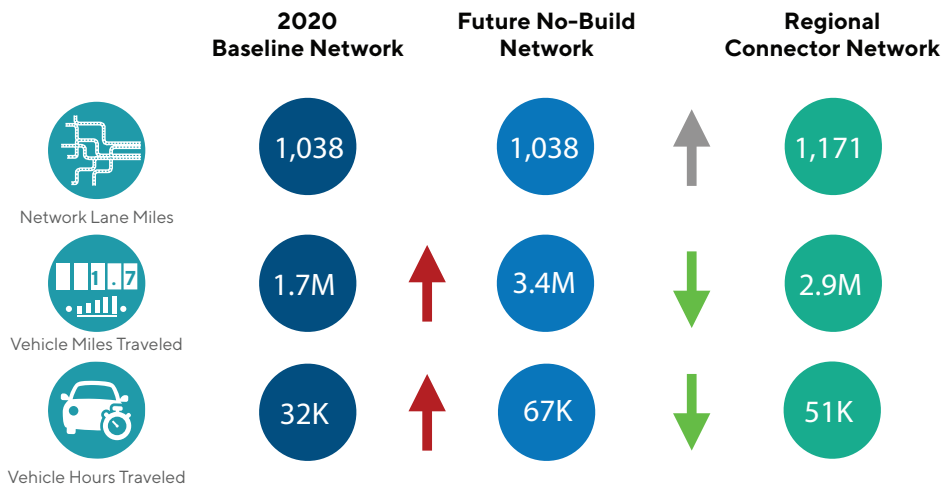 2020
Baseline Network
Future No-Build
Network
Regional
Connector Network
1,038
1,038
1,171
Network Lane Miles
1.7
1.7M
3.4M
2.9M
Vehicle Miles Traveled
32K
67K
51K
Vehicle Hours Traveled